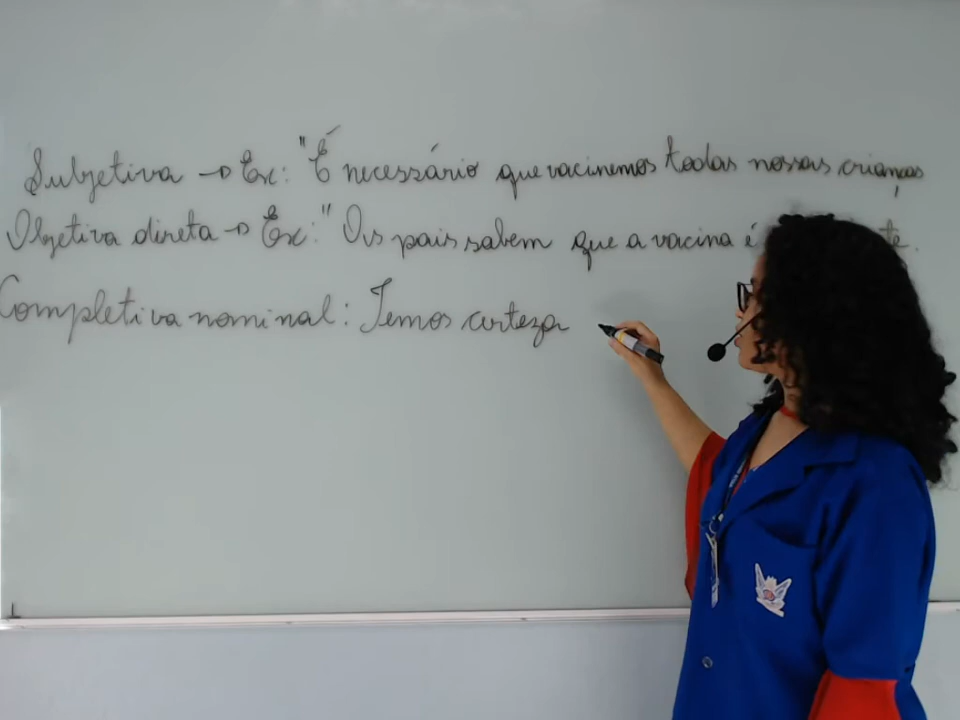 Subjetiva → Ex: "É necessário que vacinemos todas nossas crianças
Objetiva direta → Ex: " Os pais sabem que a vacina é
Completiva nominal: Temos certeza